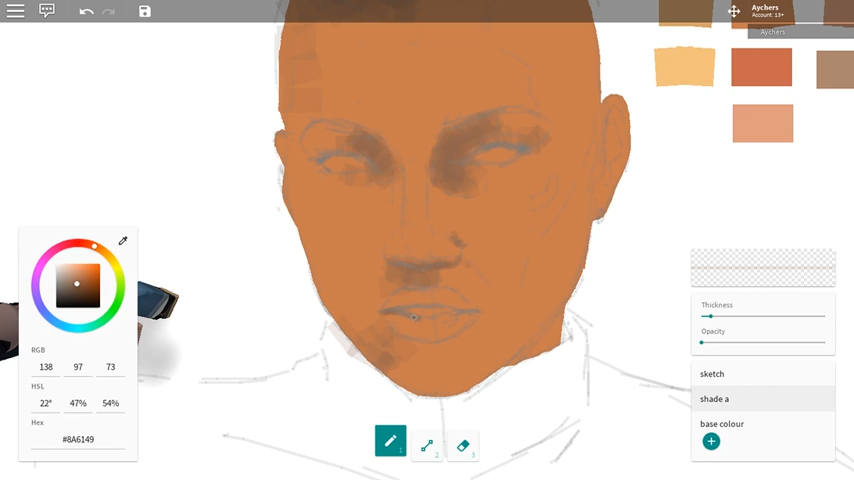 Aychers
Account: 13+
Aychers
RGB
138 97 73
HSL
22° 47% 54%
Hex
#8A6149
1
2
3
Thickness
Opacity
sketch
shade a
base colour